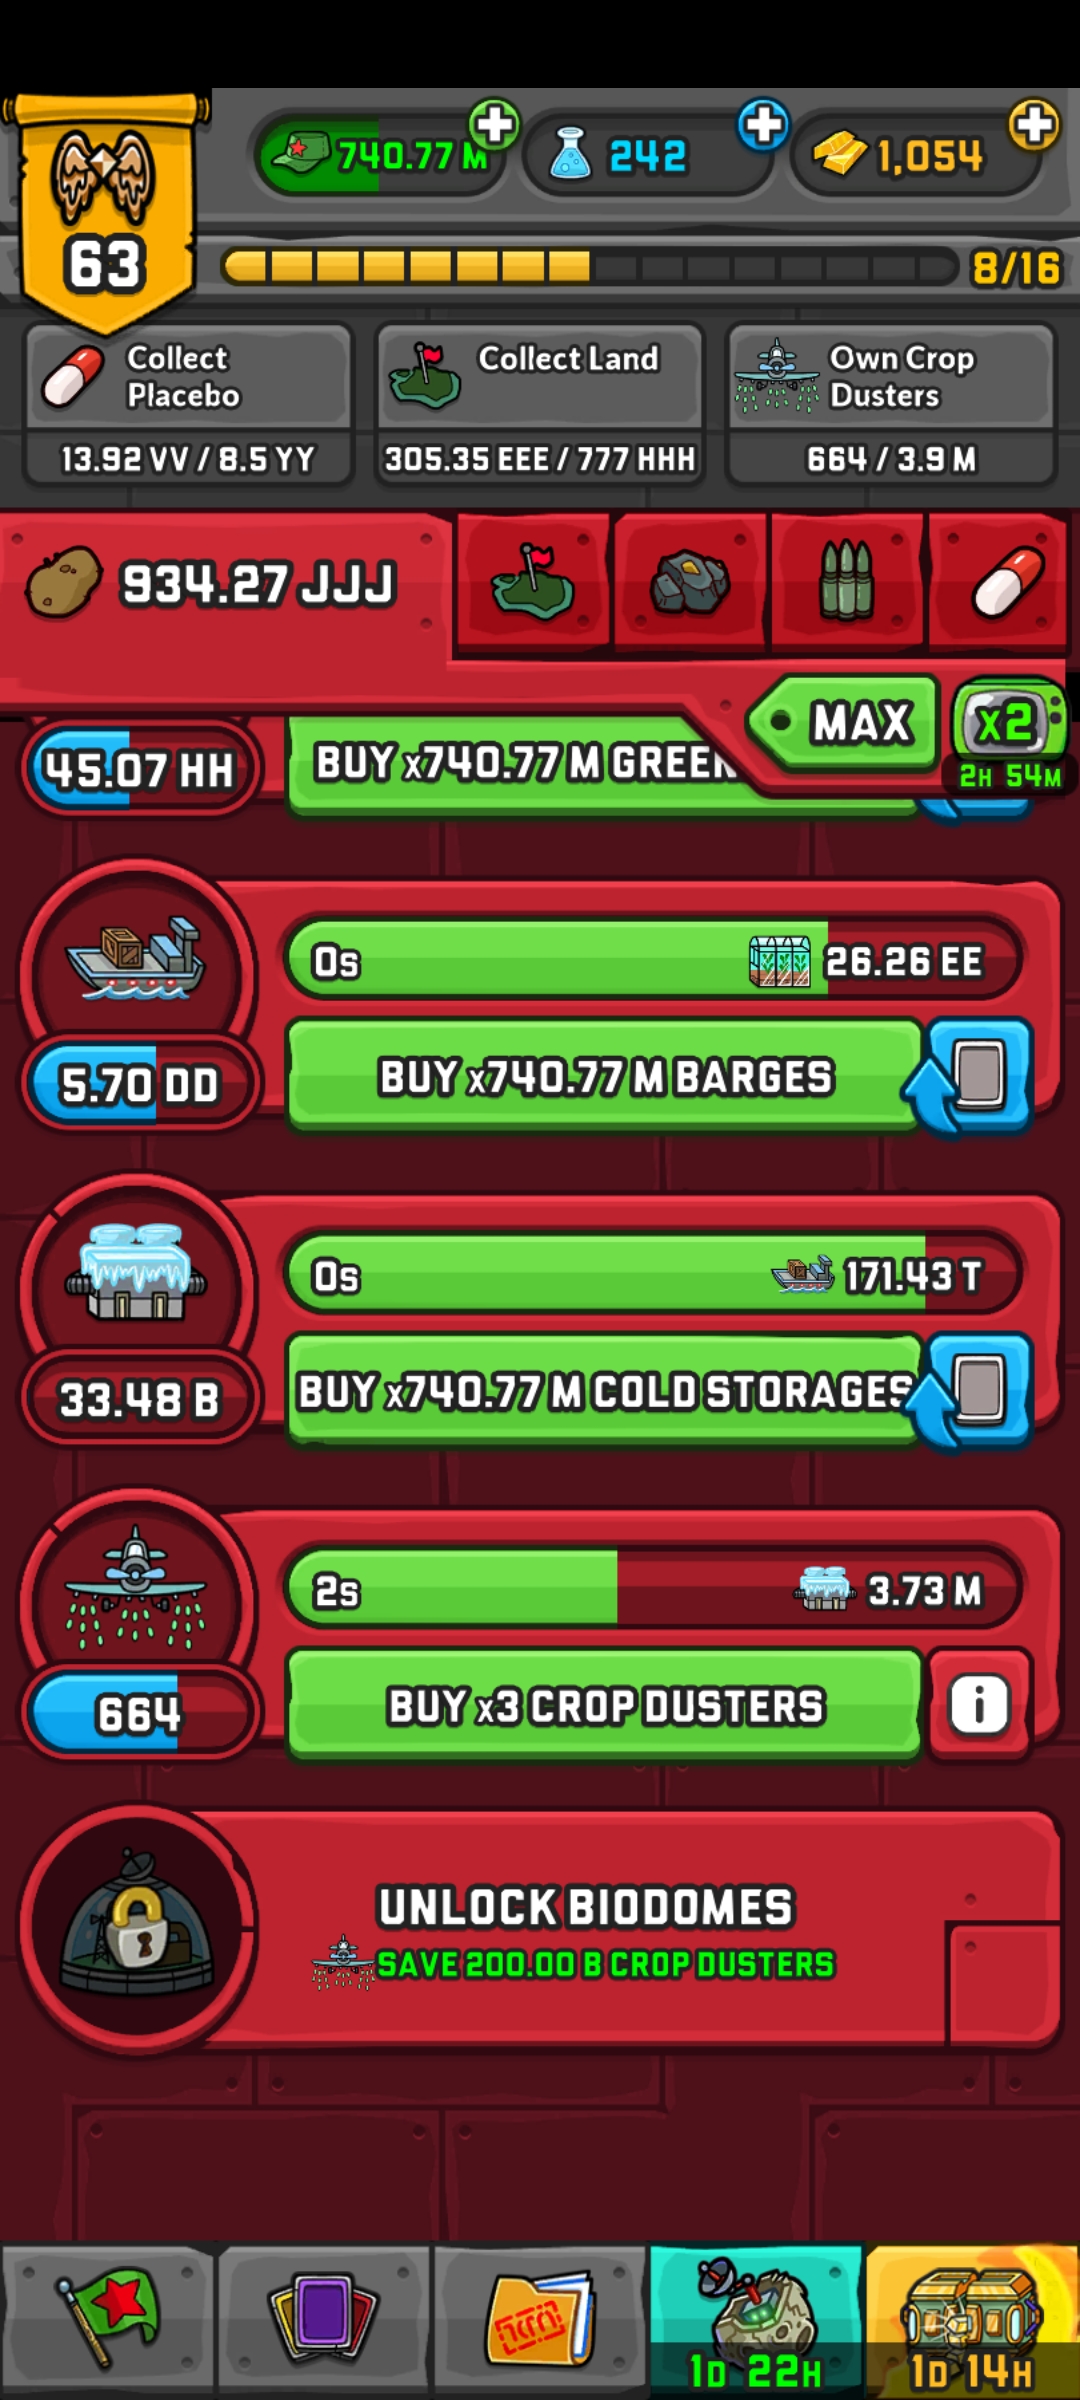 740.77 M
242
1,054
63
8/16
Collect
Placebo
13.92 VV / 8.5 YY
Collect Land
305.35 EEE / 777 HHH
Own Crop
Dusters
664 / 3.9 M
934.27 JJJ
MAX
x2
2H 54M
45.07 HH
BUY x740.77 M
0s
26.26 EE
5.70 DD
BUY x740.77 M BARGES
0s
171.43 T
33.48 B
BUY x740.77 M COLD STORAGES
2s
3.73 M
664
BUY x3 CROP DUSTERS
i
UNLOCK BIODOMES
SAVE 200.00 B CROP DUSTERS
1D 22H
1D 14H